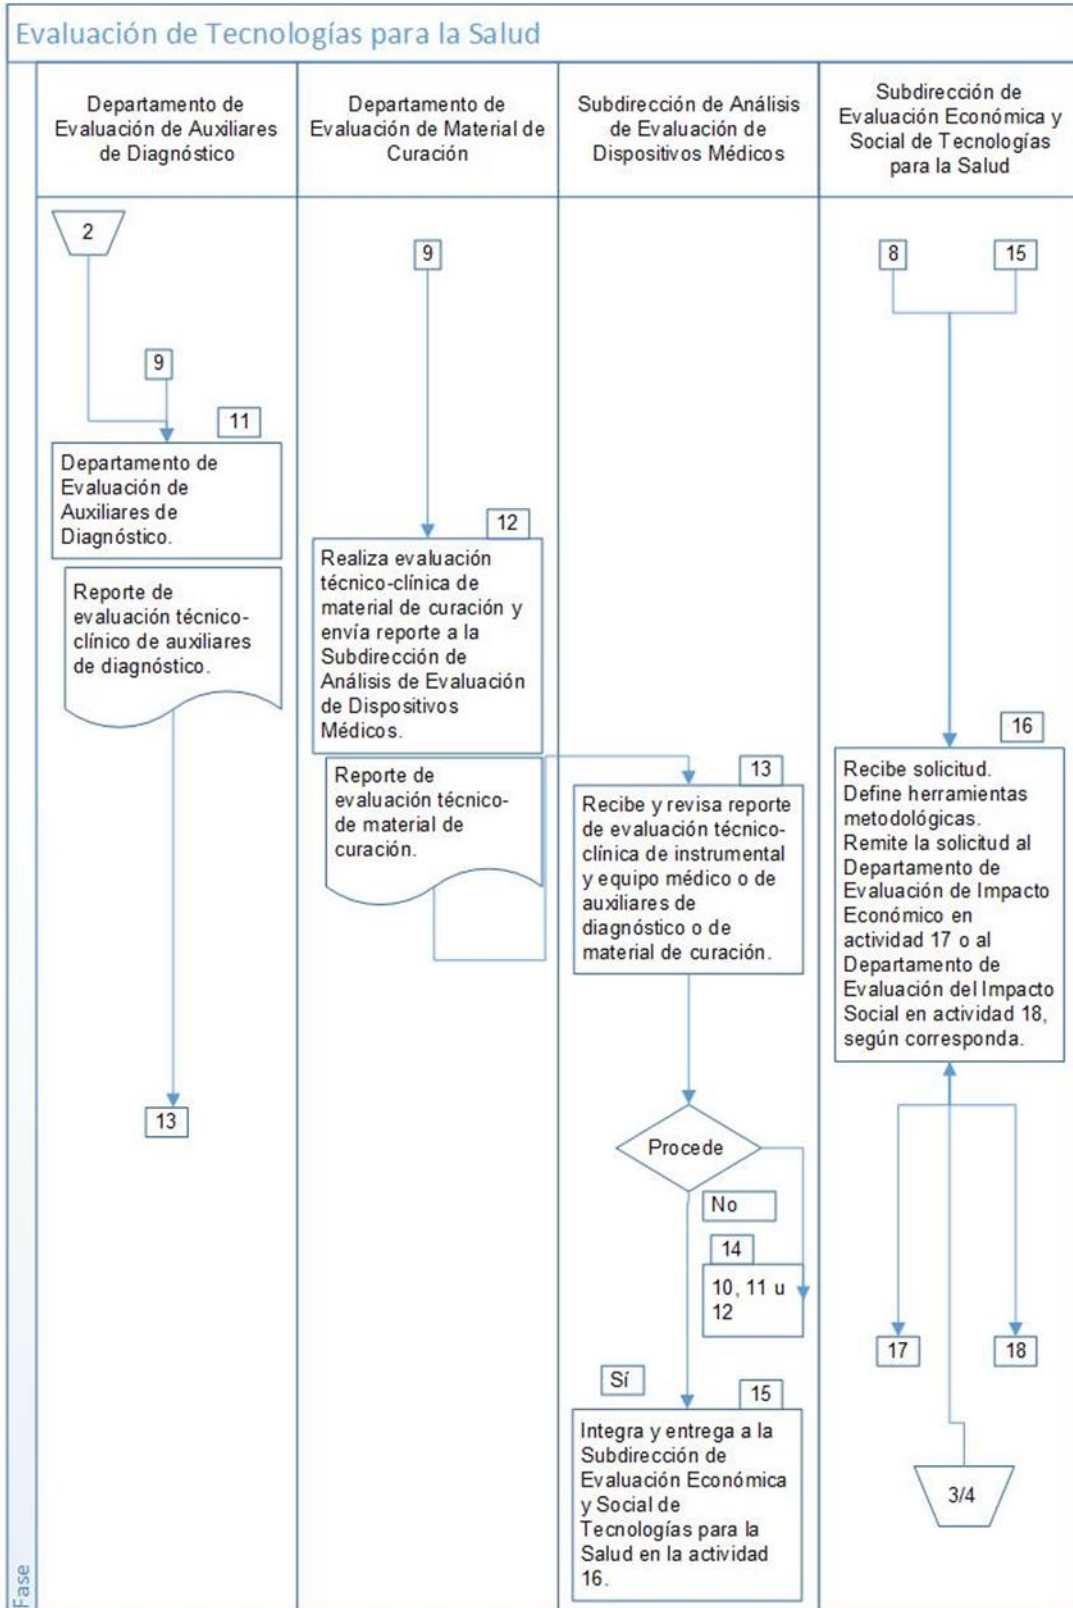 Evaluación de Tecnologías para la Salud
Fase
Departamento de
Evaluación de Auxiliares
de Diagnóstico
Departamento de
Evaluación de Material de
Curación
Subdirección de Análisis
de Evaluación de
Dispositivos Médicos
Subdirección de
Evaluación Económica y
Social de Tecnologías
para la Salud
2
9
11
Departamento de
Evaluación de
Auxiliares de
Diagnóstico.
Reporte de
evaluación técnico-
clínico de auxiliares
de diagnóstico.
13
9
12
Realiza evaluación
técnico-clínica de
material de curación y
envía reporte a la
Subdirección de
Análisis de Evaluación
de Dispositivos
Médicos.
Reporte de
evaluación técnico-
de material de
curación.
13
Recibe y revisa reporte
de evaluación técnico-
clínica de instrumental
y equipo médico o de
auxiliares de
diagnóstico o de
material de curación.
Procede
No
14
10, 11 u
12
Sí
15
Integra y entrega a la
Subdirección de
Evaluación Económica
y Social de
Tecnologías para la
Salud en la actividad
16.
8
15
16
Recibe solicitud.
Define herramientas
metodológicas.
Remite la solicitud al
Departamento de
Evaluación de Impacto
Económico en
actividad 17 o al
Departamento de
Evaluación del Impacto
Social en actividad 18,
según corresponda.
17
18
3/4